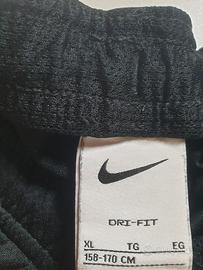 DRI-FIT
XL TG EG
158-170 CM